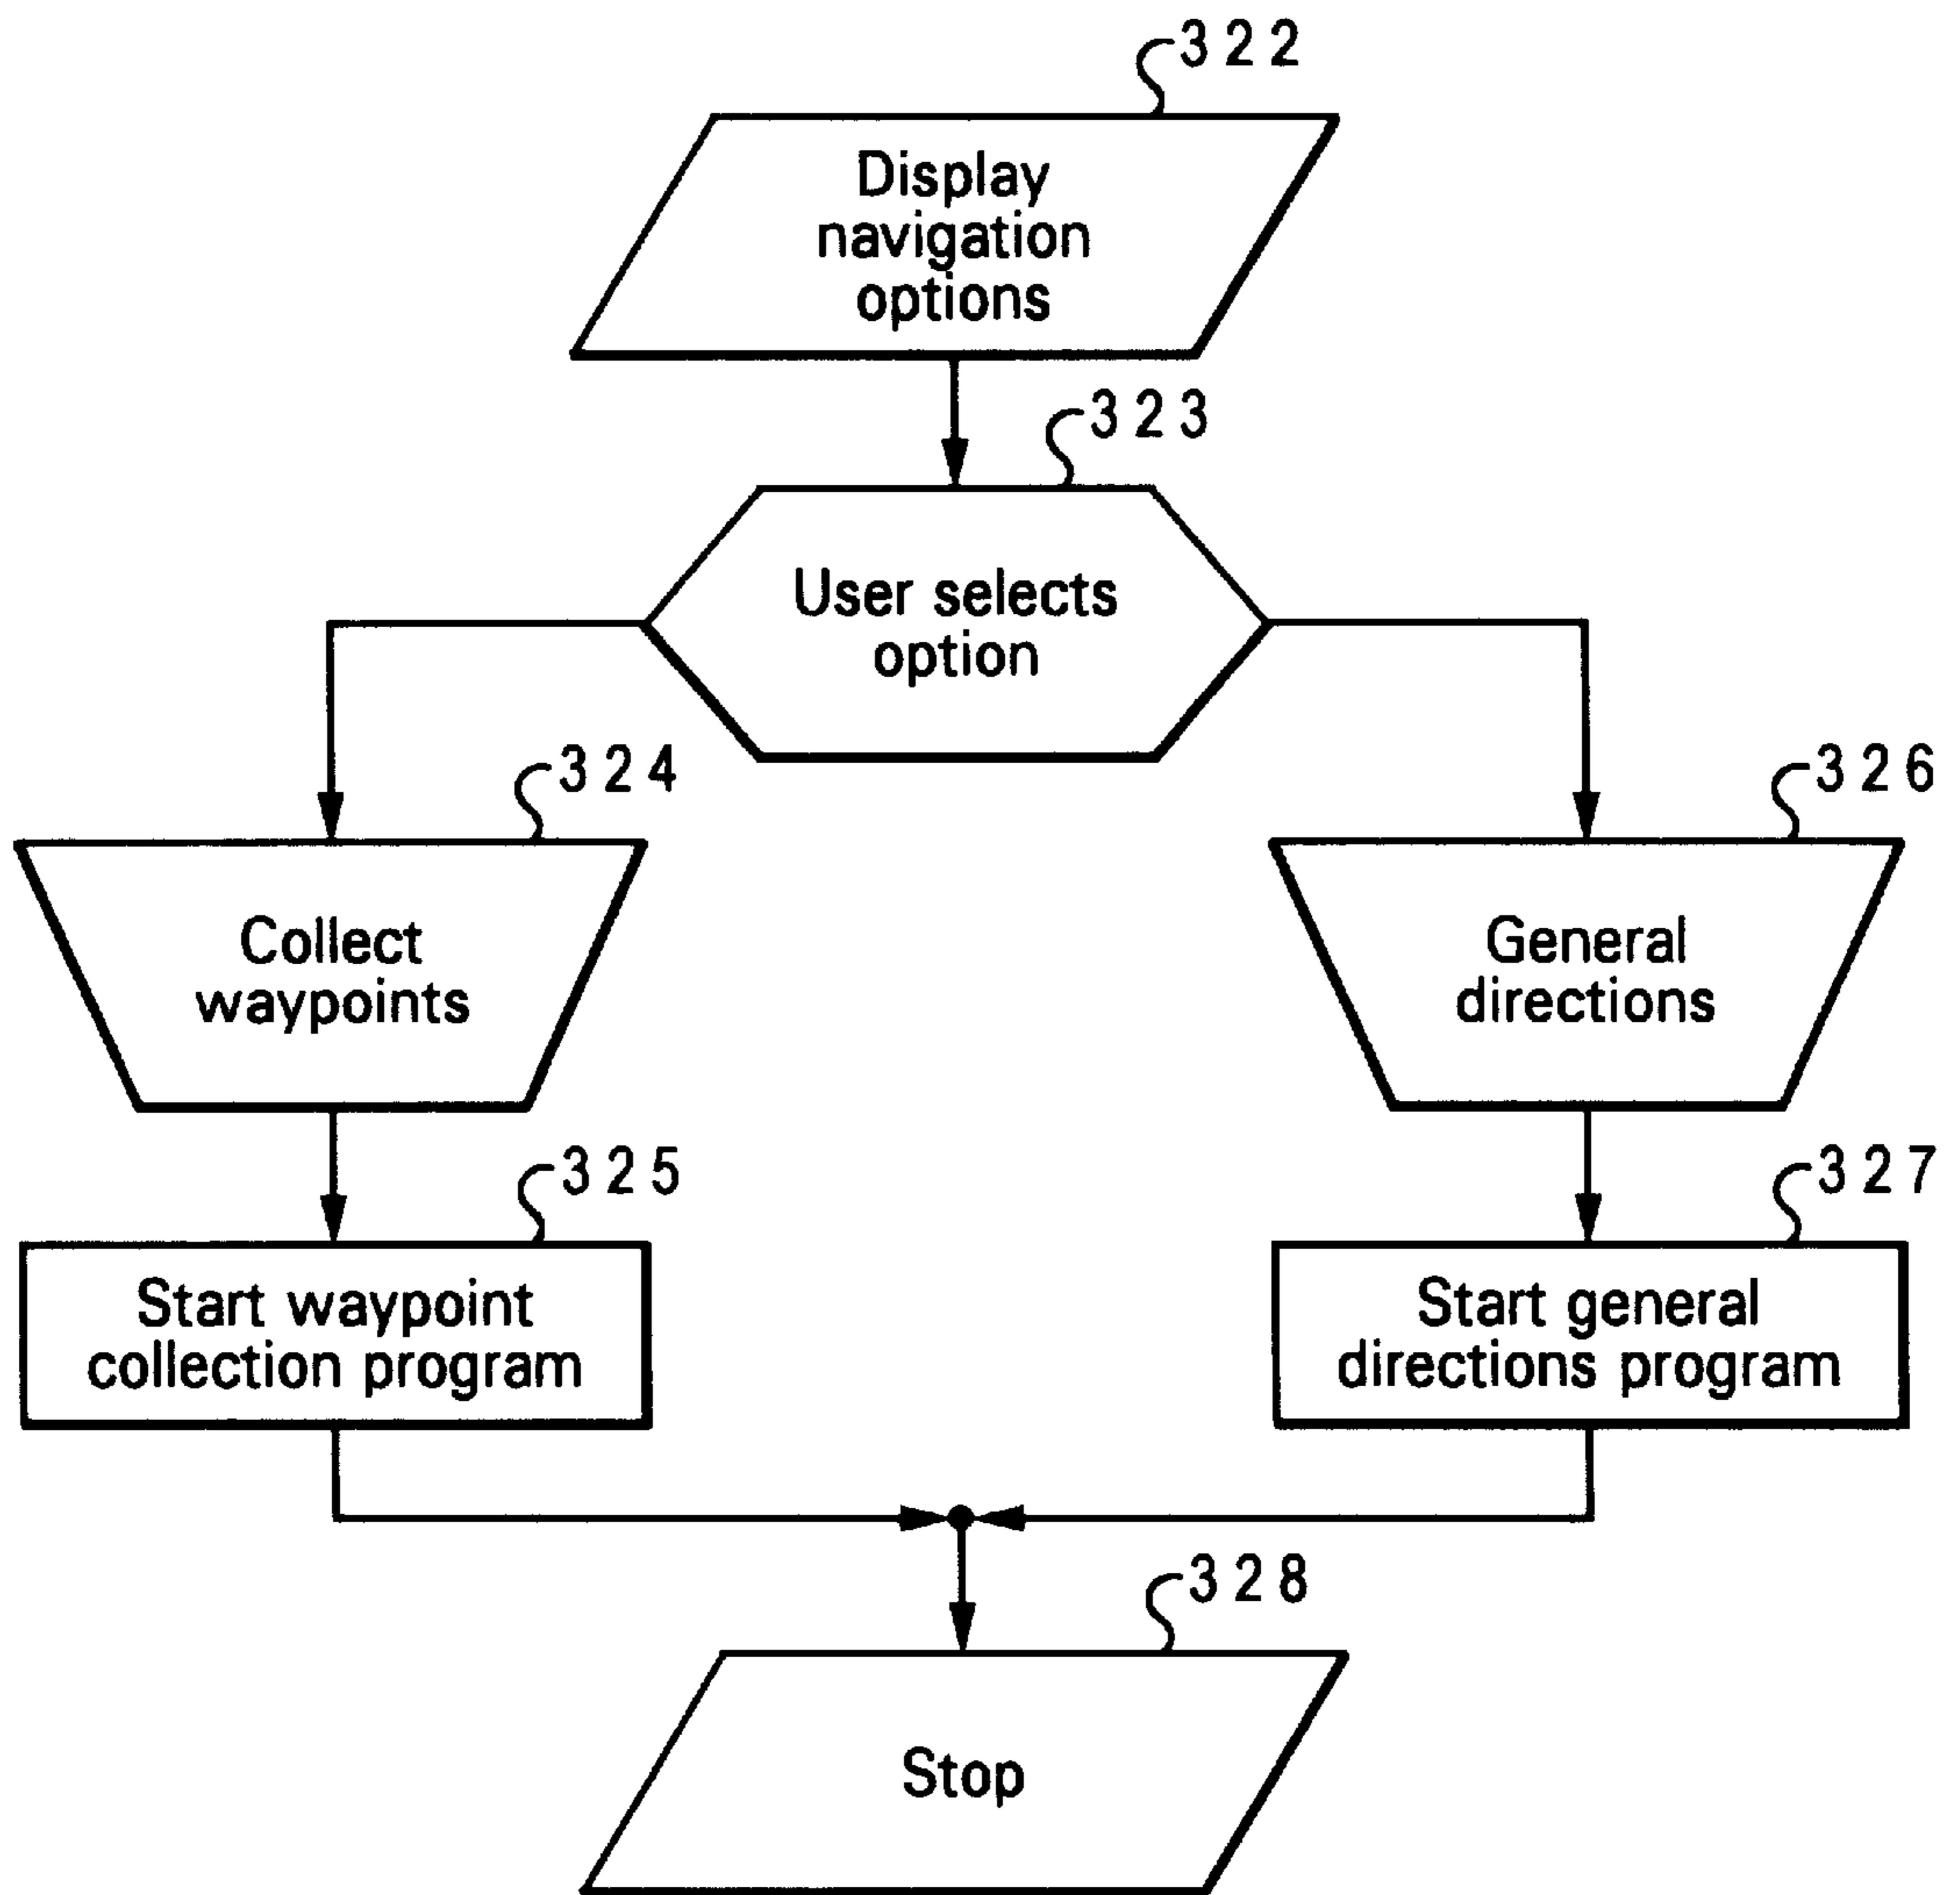 322
Display
navigation
options
323
User selects
option
324
326
Collect
waypoints
General
directions
325
327
Start waypoint
collection program
Start general
directions program
328
Stop